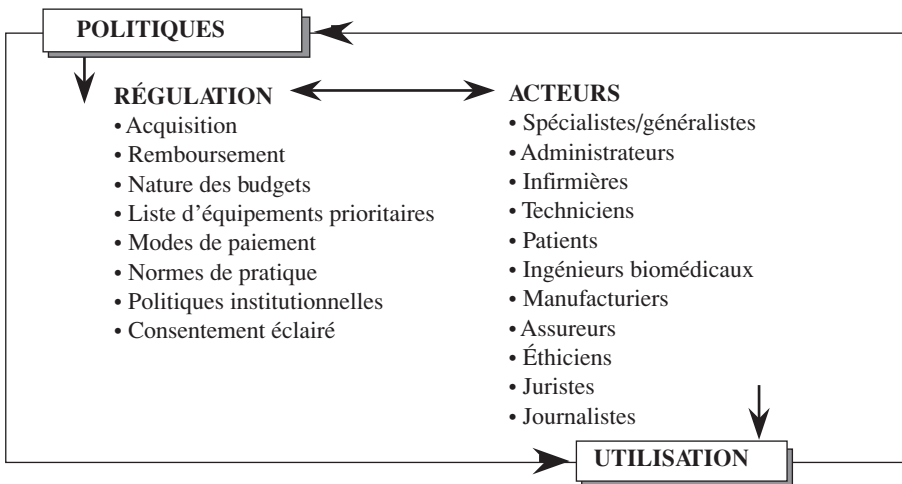 POLITIQUES
RÉGULATION
• Acquisition
• Remboursement
• Nature des budgets
• Liste d'équipements prioritaires
• Modes de paiement
• Normes de pratique
• Politiques institutionnelles
• Consentement éclairé
ACTEURS
• Spécialistes/généralistes
• Administrateurs
• Infirmières
• Techniciens
• Patients
• Ingénieurs biomédicaux
• Manufacturiers
• Assureurs
• Éthiciens
• Juristes
• Journalistes
UTILISATION